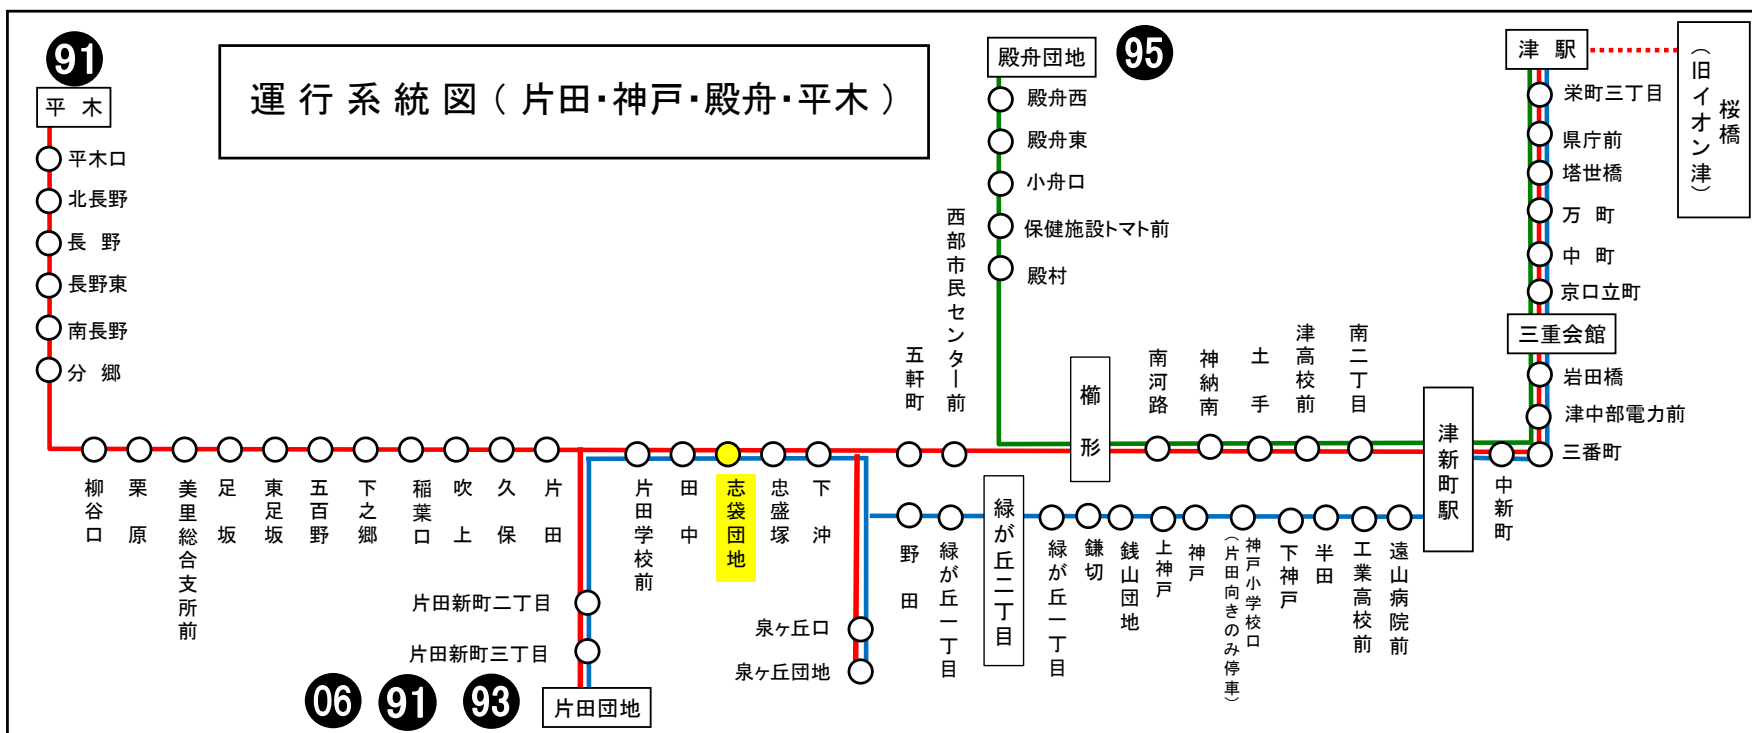 91
平木
運行系統図（片田・神戸・殿舟・平木）
殿舟団地
95
津駅
桜橋
（旧イオン津）
平木口
北長野
長野
長野東
南長野
分郷
殿舟西
殿舟東
小舟口
保健施設トマト前
殿村
栄町三丁目
県庁前
塔世橋
万町
中町
京口立町
三重会館
岩田橋
津中部電力前
三番町
五軒町
西部市民センター前
櫛形
南河路
神納南
土手
津高校前
南二丁目
津新町駅
中新町
柳谷口
栗原
美里総合支所前
足坂
東足坂
五百野
下之郷
稲葉口
吹上
久保
片田
片田学校前
田中
志袋団地
忠盛塚
下沖
野田
緑が丘一丁目
緑が丘二丁目
緑が丘一丁目
鎌切
銭山団地
上神戸
神戸
神戸小学校口
（片田向きのみ停車）
下神戸
半田
工業高校前
遠山病院前
片田新町二丁目
片田新町三丁目
泉ヶ丘口
泉ヶ丘団地
06
91
93
片田団地